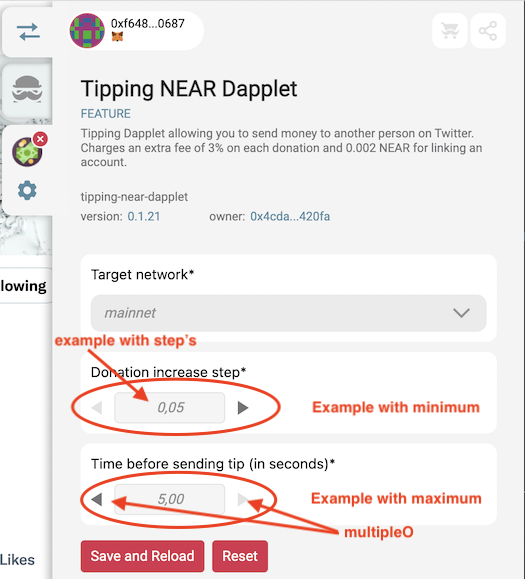 0xf648...0687
Tipping NEAR Dapplet
FEATURE
Tipping Dapplet allowing you to send money to another person on Twitter.
Charges an extra fee of 3% on each donation and 0.002 NEAR for linking an
account.
tipping-near-dapplet
version: 0.1.21 owner: 0x4cda...420fa
lowing
Target network*
mainnet
example with step's
Donation increase step*
0,05
Example with minimum
Time before sending tip (in seconds)*
5,00
Example with maximum
multipleO
Likes
Save and Reload
Reset